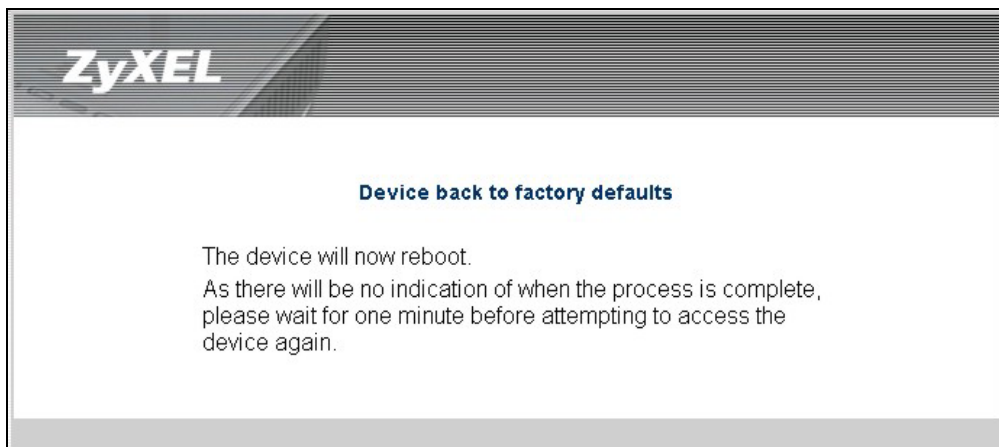 ZyXEL
Device back to factory defaults
The device will now reboot.
As there will be no indication of when the process is complete,
please wait for one minute before attempting to access the
device again.